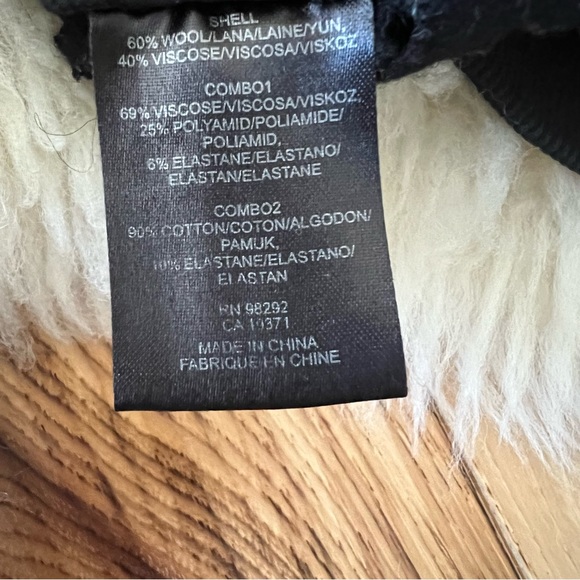 SHELL
60% WOOL/LANA/LAINE/YUN,
40% VISCOSE/VISCOSA/VISKOZ
COMBO1
69% VISCOSE/VISCOSA/VISKOZ,
25% POLYAMID/POLIAMIDE/
POLIAMID,
6% ELASTANE/ELASTANO/
ELASTAN/ELASTANE
COMBO2
90% COTTON/COTON/ALGODON/
PAMUK,
10% ELASTANE/ELASTANO/
ELASTAN
RN 98292
CA 19371
MADE IN CHINA
FABRIQUE EN CHINE